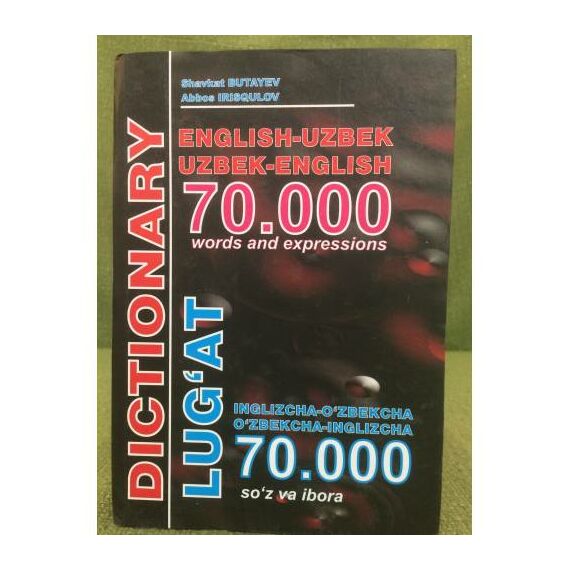 Shavkat BUTAYEV
Abbos IRISQULOV
DICTIONARY
ENGLISH-UZBEK
UZBEK-ENGLISH
70.000
words and expressions
LUG‘AT
INGLIZCHA-O‘ZBEKCHA
O‘ZBEKCHA-INGLIZCHA
70.000
so‘z va ibora